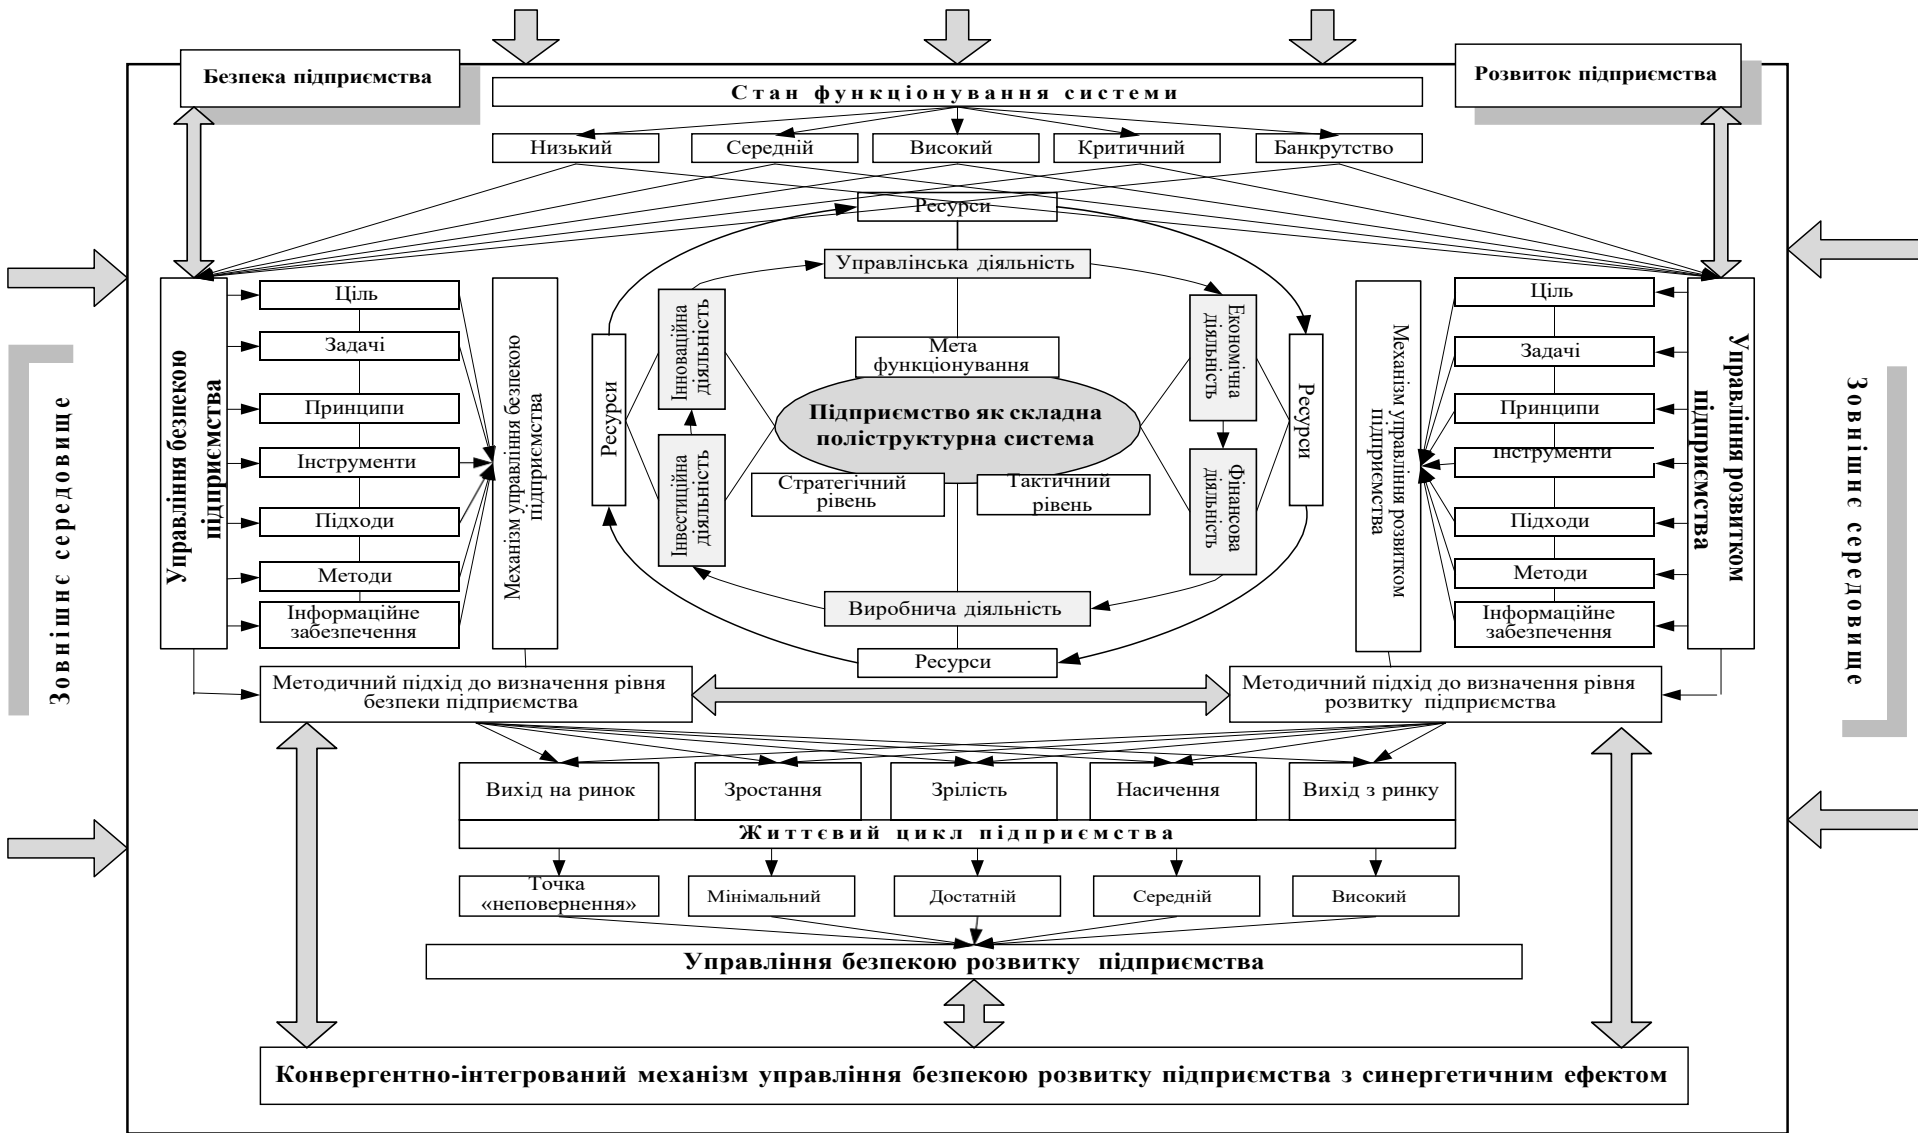 Безпека підприємства
Розвиток підприємства
Стан функціонування системи
Низький
Середній
Високий
Критичний
Банкрутство
Зовнішнє середовище
Управління безпекою
підприємства
Ціль
Задачі
Принципи
Інструменти
Підходи
Методи
Інформаційне
забезпечення
Механізм управління безпекою
підприємства
Ресурси
Управлінська діяльність
Інноваційна
діяльність
Економічна
діяльність
Ресурси
Мета
функціонування
Підприємство як складна
поліструктурна система
Стратегічний
рівень
Тактичний
рівень
Ресурси
Інвестиційна
діяльність
Фінансова
діяльність
Виробнича діяльність
Ресурси
Механізм управління розвитком
підприємства
Ціль
Задачі
Принципи
Інструменти
Підходи
Методи
Інформаційне
забезпечення
Управління розвитком
підприємства
Зовнішнє середовище
Методичний підхід до визначення рівня
безпеки підприємства
Методичний підхід до визначення рівня
розвитку підприємства
Вихід на ринок
Зростання
Зрілість
Насичення
Вихід з ринку
Життєвий цикл підприємства
Точка
«неповернення»
Мінімальний
Достатній
Середній
Високий
Управління безпекою розвитку підприємства
Конвергентно-інтегрований механізм управління безпекою розвитку підприємства з синергетичним ефектом